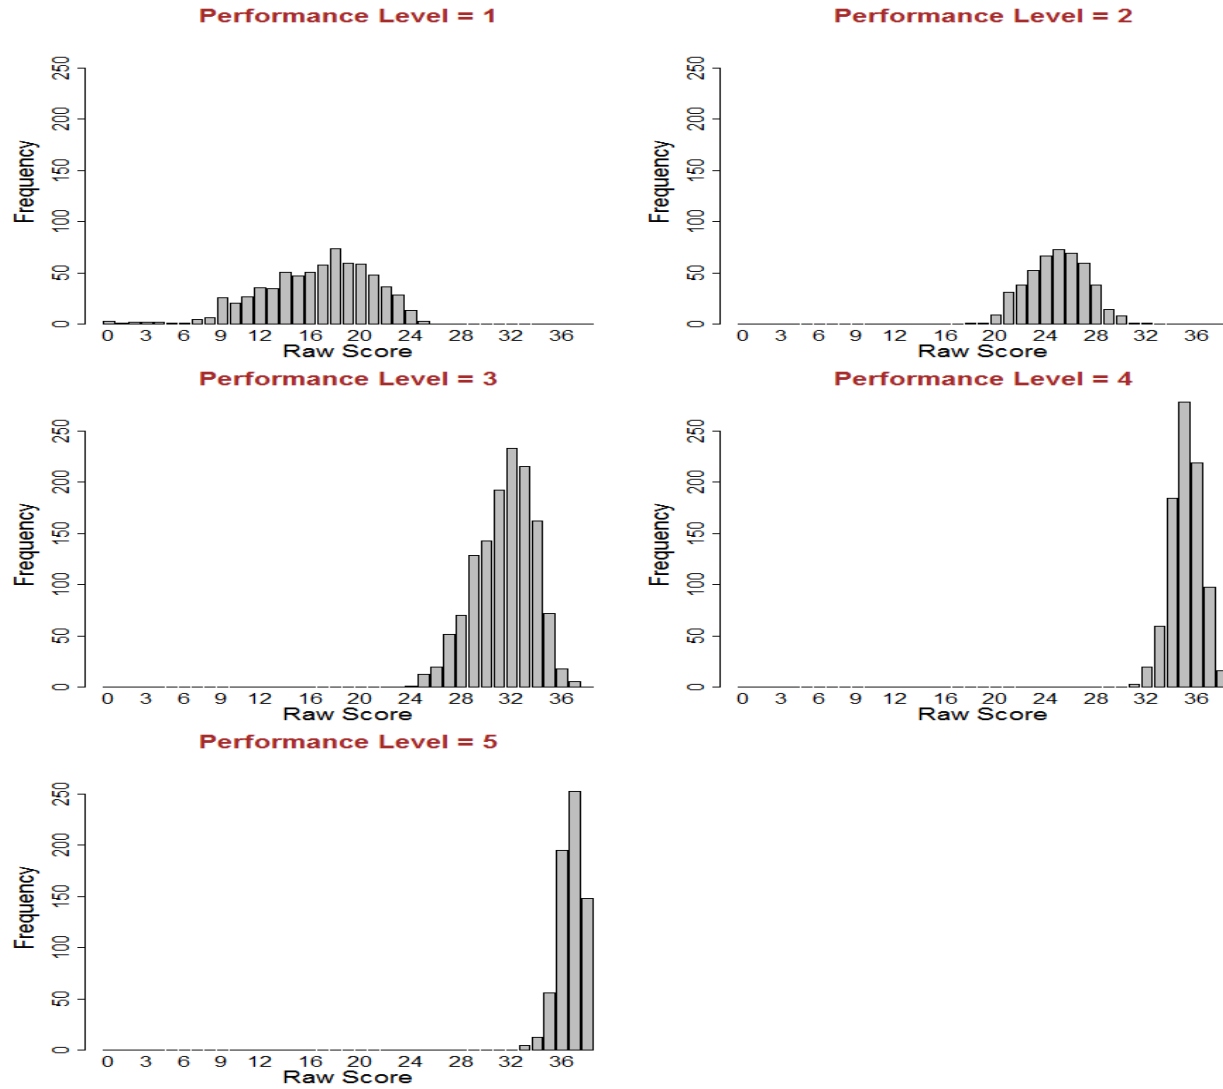 Performance Level = 1
250
200
150
100
50
0
Frequency
0 3 6 9 12 16 20 24 28 32 36
Raw Score
Performance Level = 2
250
200
150
100
50
0
Frequency
0 3 6 9 12 16 20 24 28 32 36
Raw Score
Performance Level = 3
250
200
150
100
50
0
Frequency
0 3 6 9 12 16 20 24 28 32 36
Raw Score
Performance Level = 4
250
200
150
100
50
0
Frequency
0 3 6 9 12 16 20 24 28 32 36
Raw Score
Performance Level = 5
250
200
150
100
50
0
Frequency
0 3 6 9 12 16 20 24 28 32 36
Raw Score